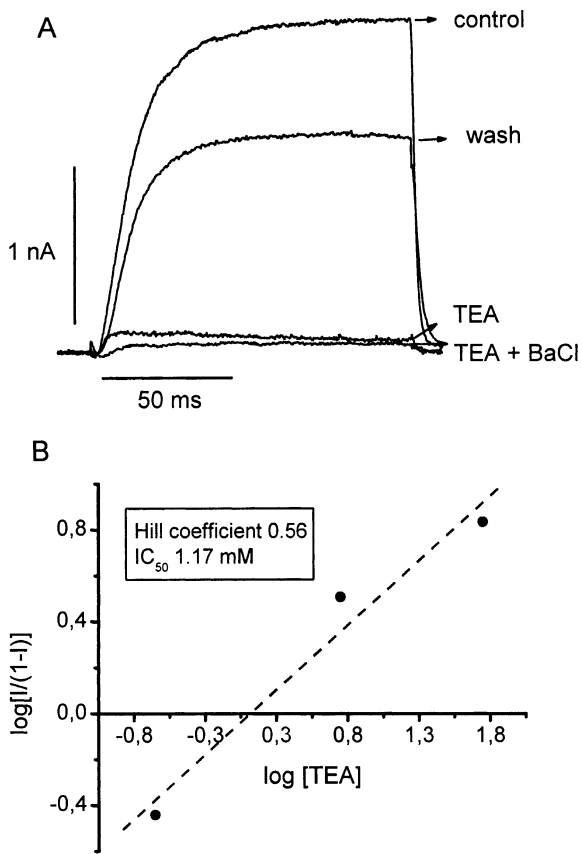 A
control
wash
1 nA
TEA
TEA + BaCl
50 ms
B
Hill coefficient 0.56
IC50 1.17 mM
log[I/(1-I)]
0,8
0,4
0,0
-0,4
-0,8 -0,3 0,3 0,8 1,3 1,8
log [TEA]